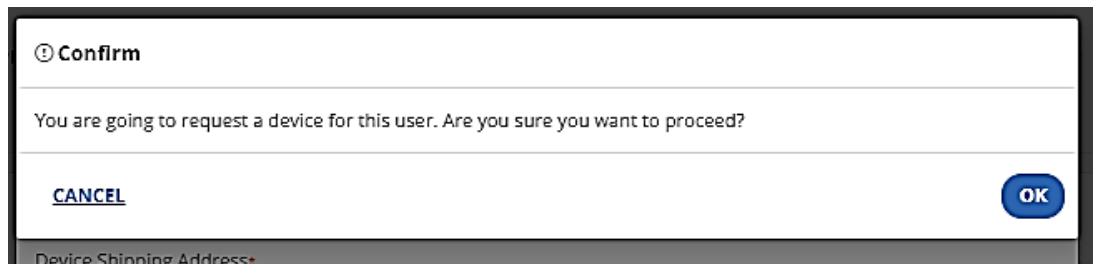 Confirm
You are going to request a device for this user. Are you sure you want to proceed?
CANCEL
OK
Device Shipping Address*